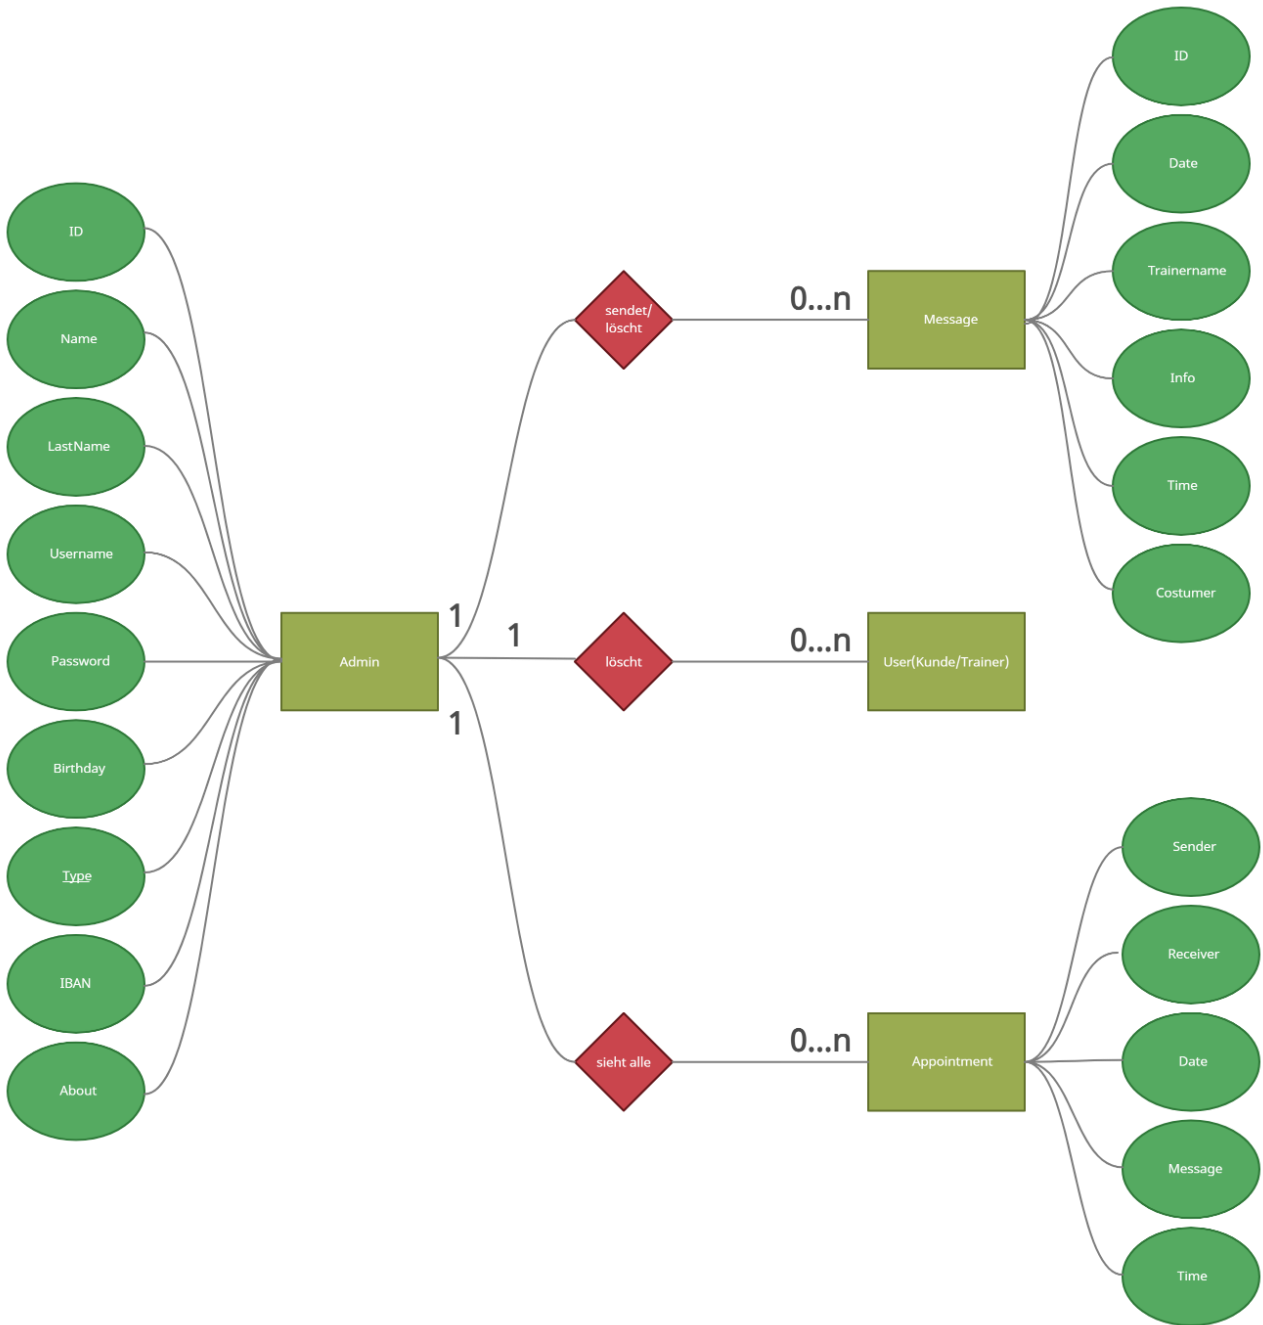 ID
Name
LastName
Username
Password
Birthday
Type
IBAN
About
Admin
1
1
1
sendet/
löscht
löscht
sieht alle
0...n
0...n
0...n
Message
User(Kunde/Trainer)
Appointment
ID
Date
Trainername
Info
Time
Costumer
Sender
Receiver
Date
Message
Time